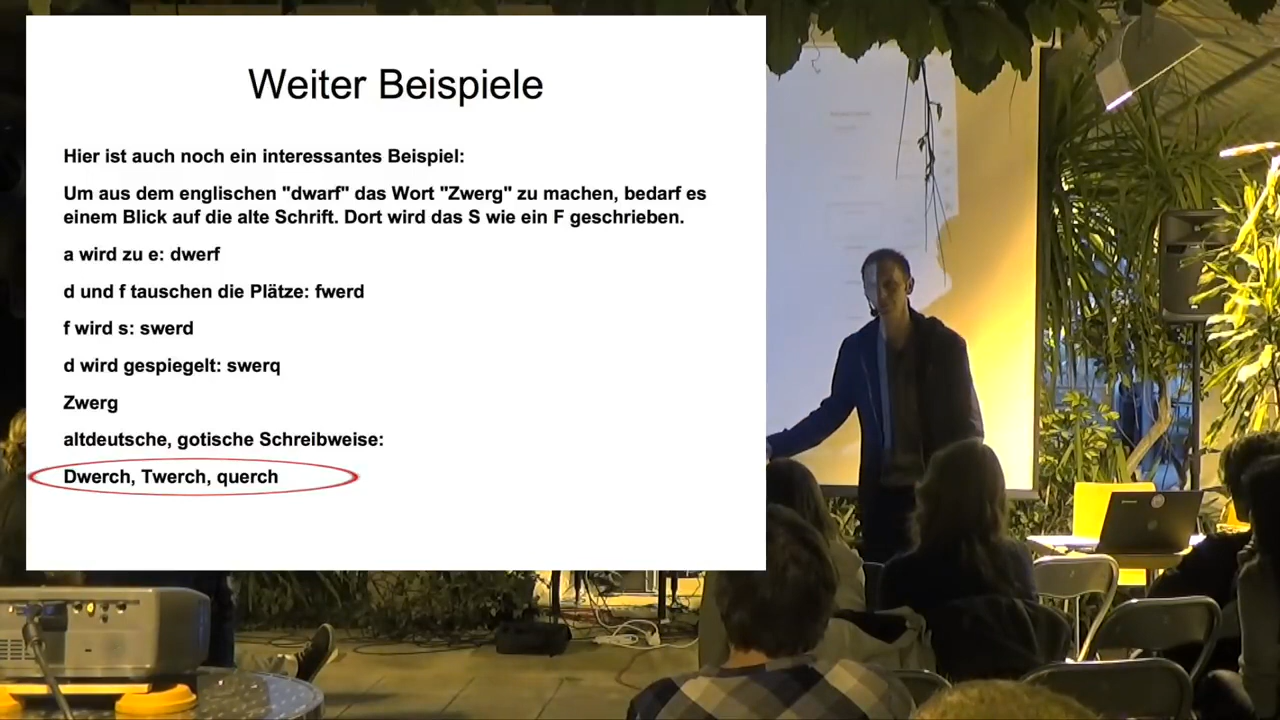 Weiter Beispiele
Hier ist auch noch ein interessantes Beispiel:
Um aus dem englischen "dwarf" das Wort "Zwerg" zu machen, bedarf es
einem Blick auf die alte Schrift. Dort wird das S wie ein F geschrieben.
a wird zu e: dwerf
d und f tauschen die Plätze: fwerd
f wird s: swerd
d wird gespiegelt: swerq
Zwerg
altdeutsche, gotische Schreibweise:
Dwerch, Twerch, querch